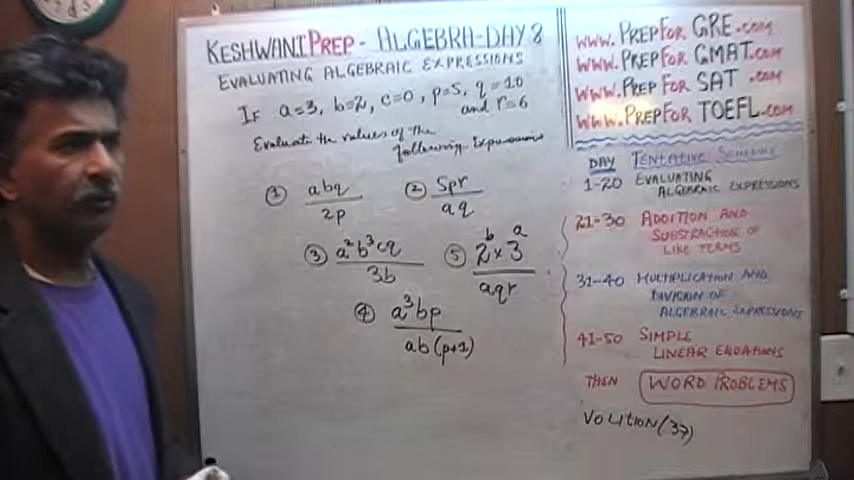 KESHWANIPREP - ALGEBRA-DAY 8
EVALUATING ALGEBRAIC EXPRESSIONS
IF a=3, b=2, c=0, p=5, q=10
and r=6
Evaluate the values of the
following Expressions
① abq
2p
② 5pr
aq
③ a²b³cq
3b
⑤ 2ᵇ × 3ᵃ
aqr
④ a³bp
ab(p+1)
www.PREPFOR GRE.com
www.PREPFOR GMAT.com
www.PREPFOR SAT.com
www.PREPFOR TOEFL.com
DAY TENTATIVE SCHEDULE
1-20 EVALUATING
ALGEBRAIC EXPRESSIONS
21-30 ADDITION AND
SUBSTRACTION OF
LIKE TERMS
31-40 MULTIPLICATION AND
DIVISION OF
ALGEBRAIC EXPRESSIONS
41-50 SIMPLE
LINEAR EQUATIONS
THEN WORD PROBLEMS
VOLITION(37)